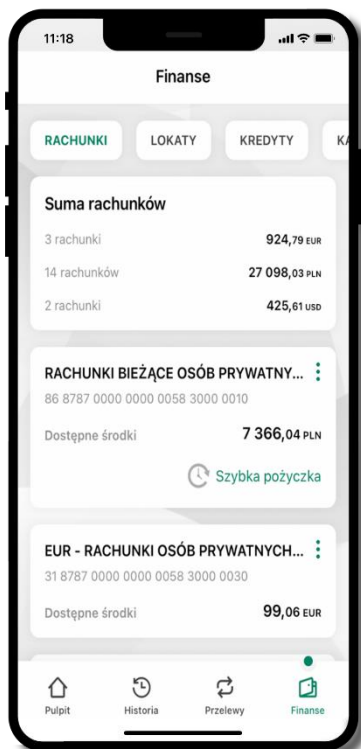 11:18
Finanse
RACHUNKI LOKATY KREDYTY KA
Suma rachunków
3 rachunki 924,79 EUR
14 rachunków 27 098,03 PLN
2 rachunki 425,61 USD
RACHUNKI BIEŻĄCE OSÓB PRYWATNY...
86 8787 0000 0000 0058 3000 0010
Dostępne środki 7 366,04 PLN
Szybka pożyczka
EUR - RACHUNKI OSÓB PRYWATNYCH...
31 8787 0000 0000 0058 3000 0030
Dostępne środki 99,06 EUR
Pulpit Historia Przelewy Finanse